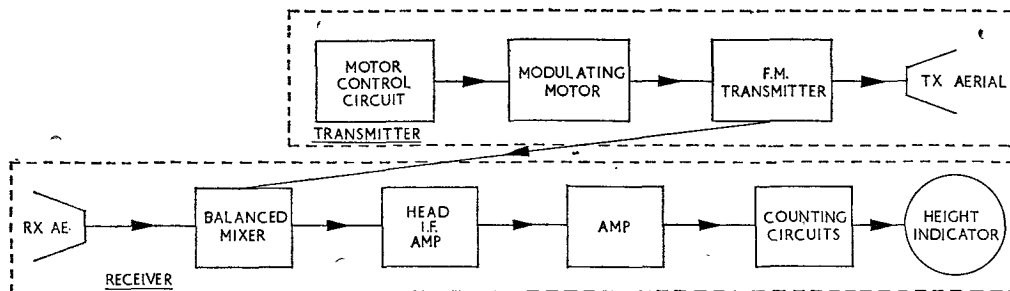 MOTOR
CONTROL
CIRCUIT
MODULATING
MOTOR
F.M.
TRANSMITTER
TX AERIAL
TRANSMITTER
RX AE.
BALANCED
MIXER
HEAD
I.F.
AMP
AMP
COUNTING
CIRCUITS
HEIGHT
INDICATOR
RECEIVER